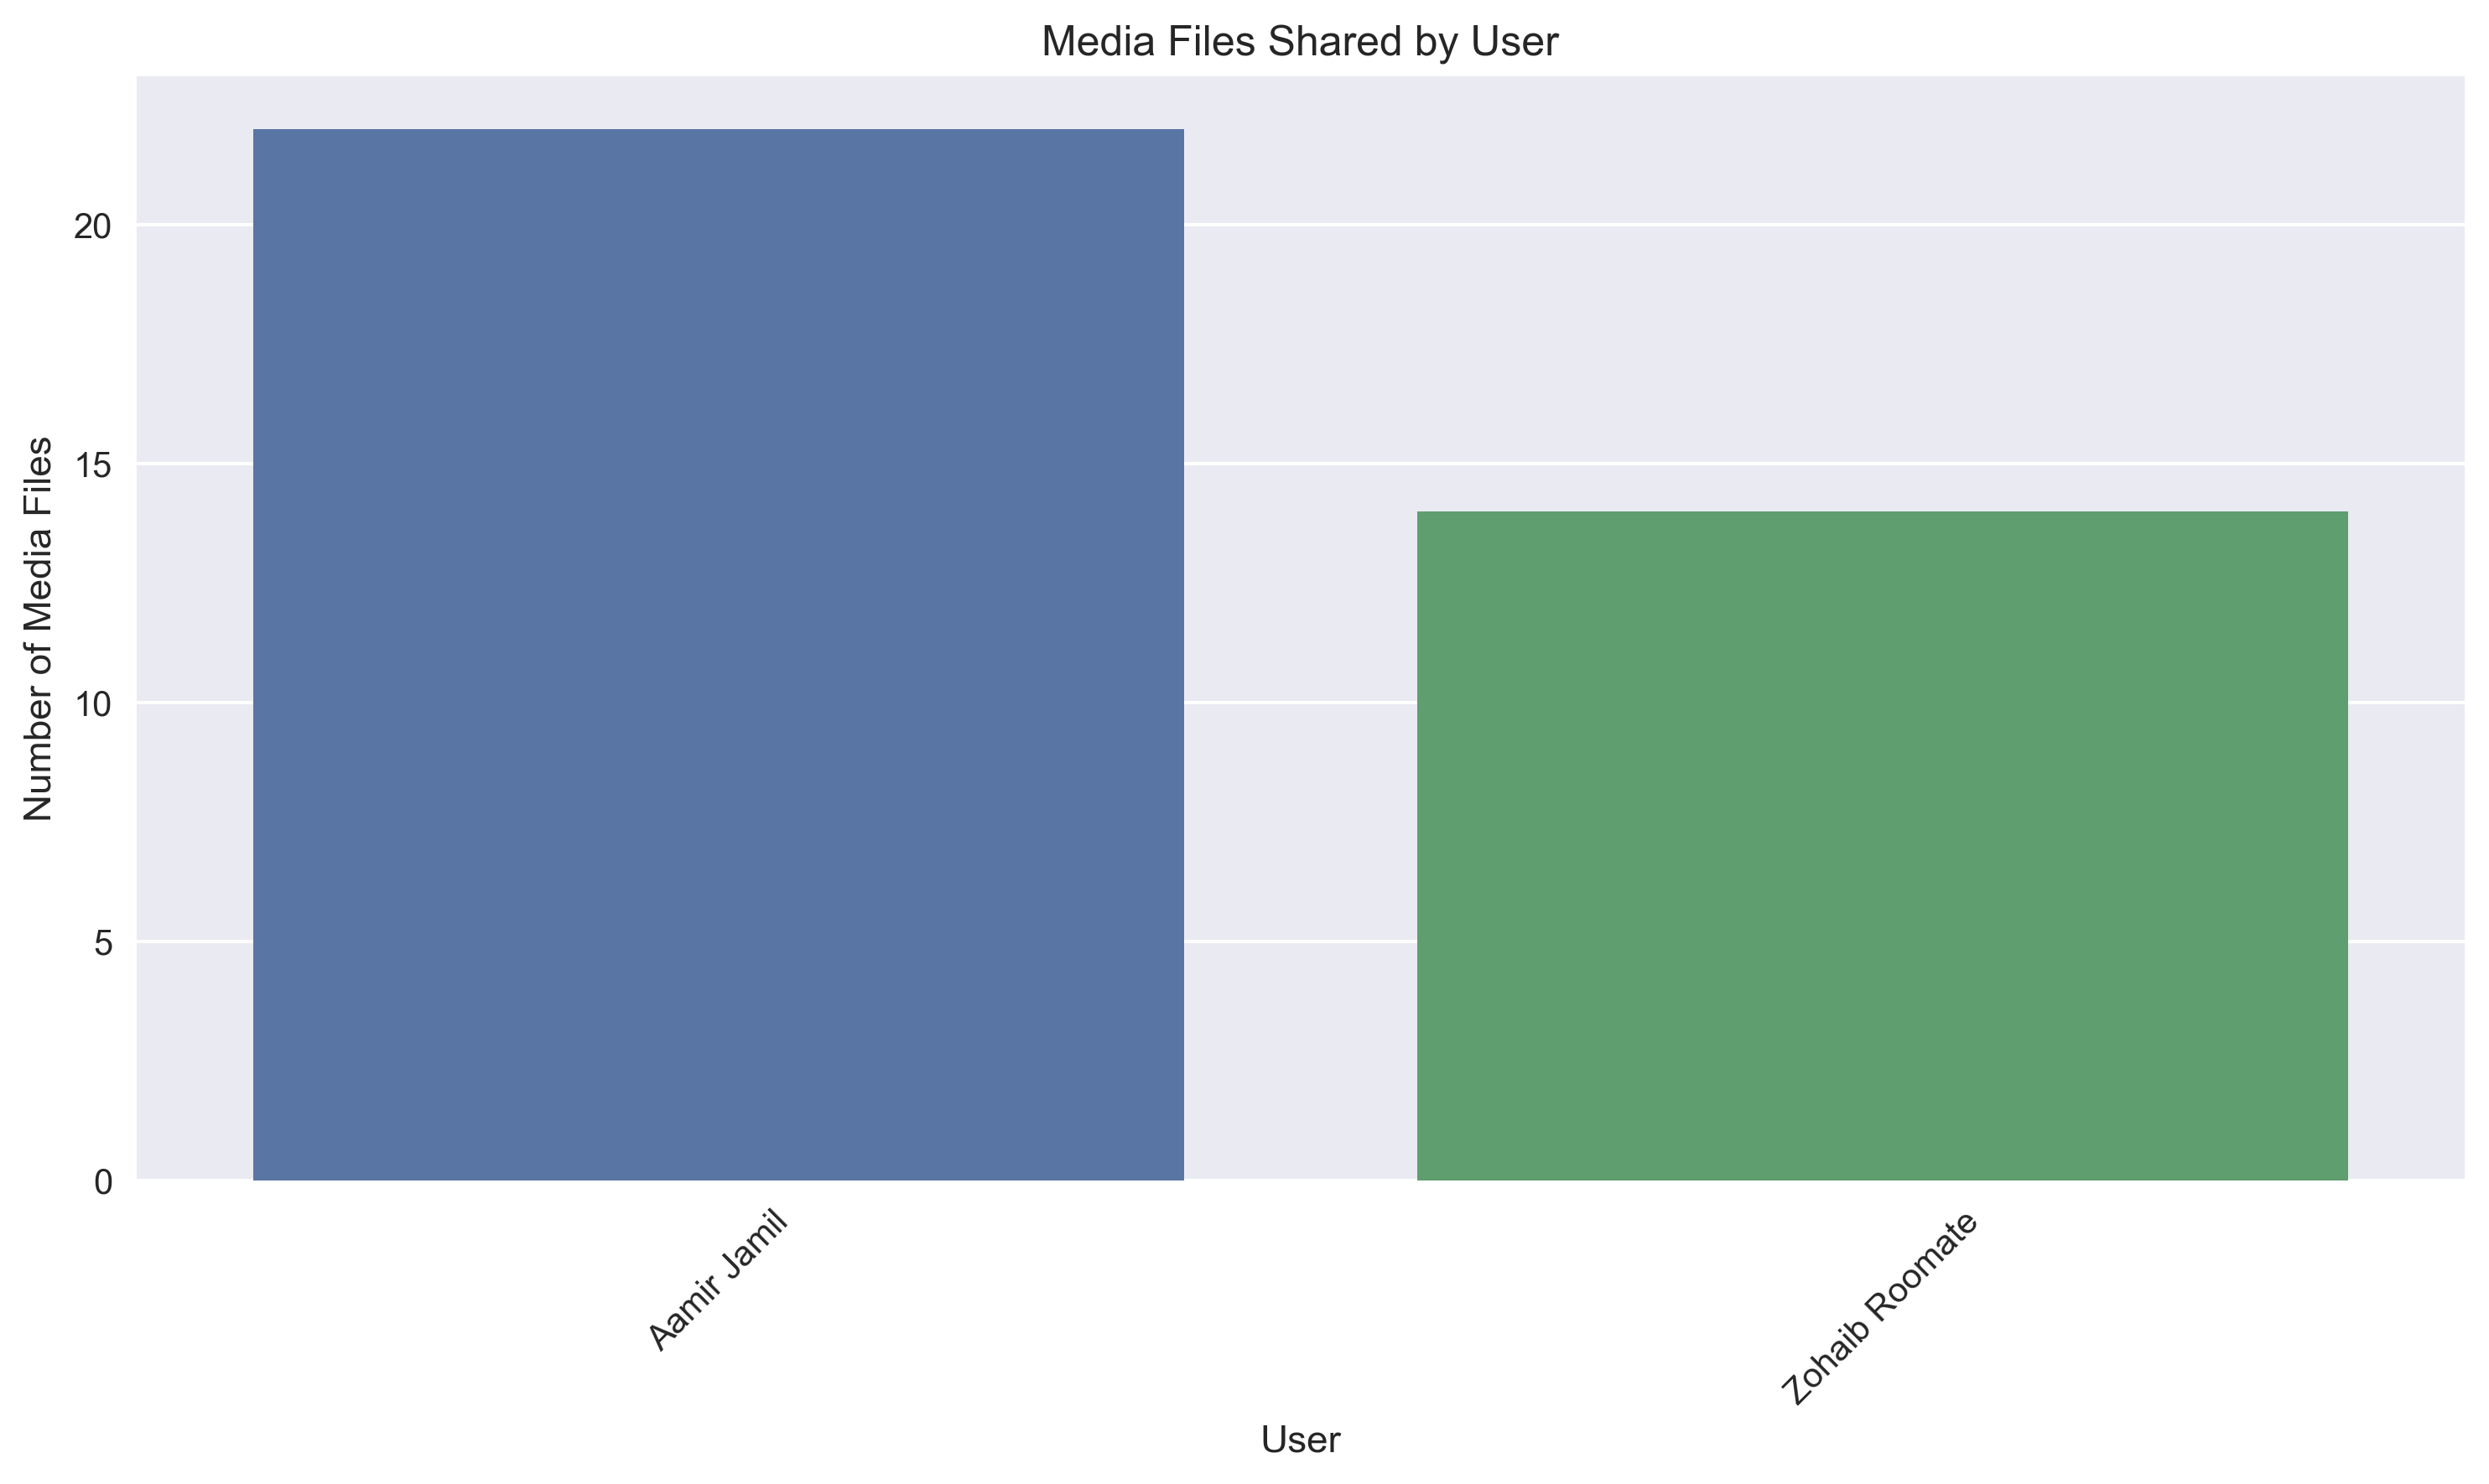 Media Files Shared by User
Number of Media Files
20
15
10
5
0
Aamir Jamil
Zohaib Roomate
User